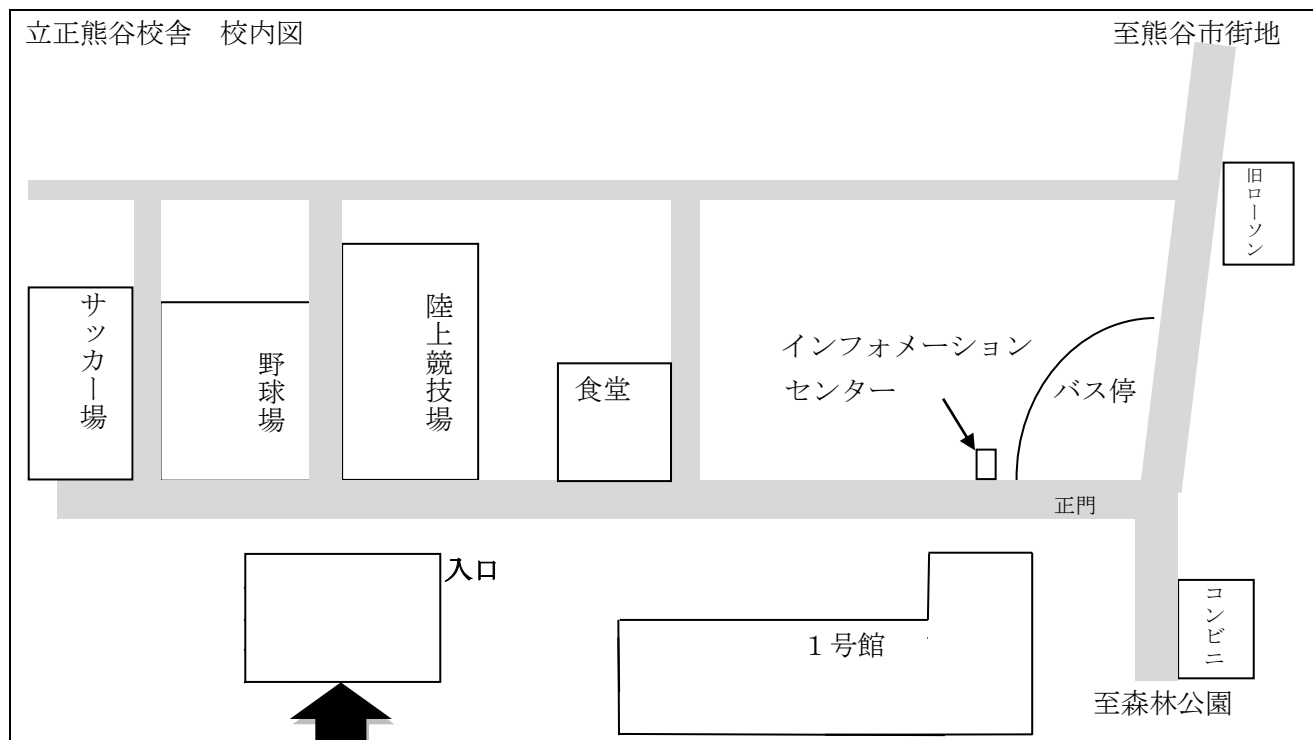 立正熊谷校舎　校内図
至熊谷市街地
旧ローソン
サッカー場
野球場
陸上競技場
食堂
インフォメーション
センター
バス停
正門
入口
１号館
コンビニ
至森林公園